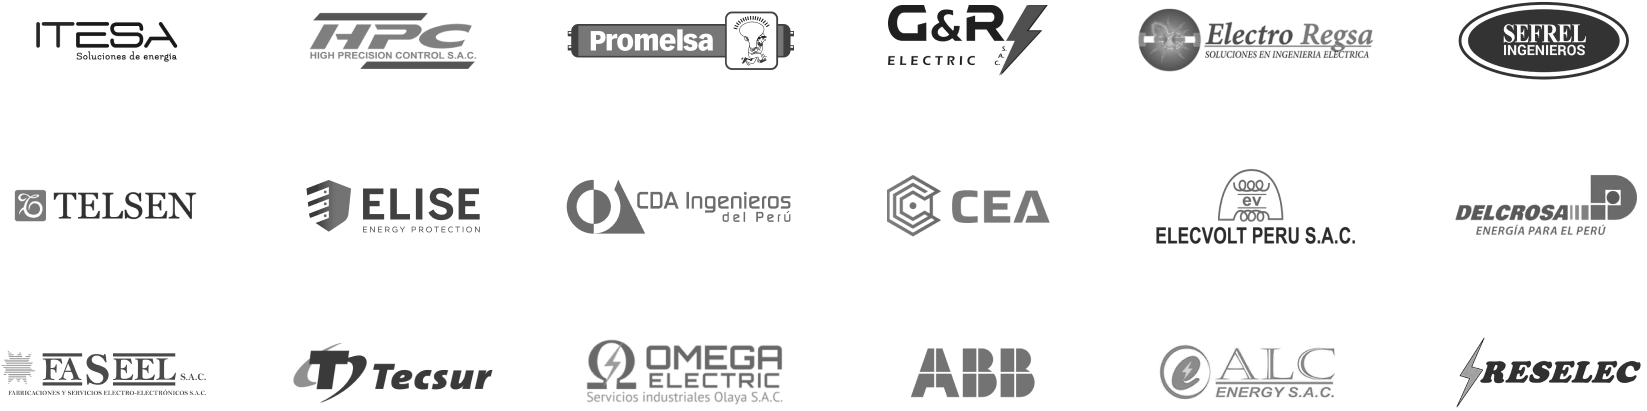 ITESA
Soluciones de energía
HPC
HIGH PRECISION CONTROL S.A.C.
Promelsa
G&R
ELECTRIC S.A.C.
Electro Regsa
SOLUCIONES EN INGENIERIA ELECTRICA
SEFREL
INGENIEROS
TELSEN
ELISE
ENERGY PROTECTION
CDA Ingenieros
del Perú
CEA
ev
ELECVOLT PERU S.A.C.
DELCROSA
ENERGÍA PARA EL PERÚ
FASEEL S.A.C.
FABRICACIONES Y SERVICIOS ELECTRO-ELECTRÓNICOS S.A.C.
Tecsur
OMEGA
ELECTRIC
Servicios industriales Olaya S.A.C.
ABB
e ALC
ENERGY S.A.C.
RESELEC